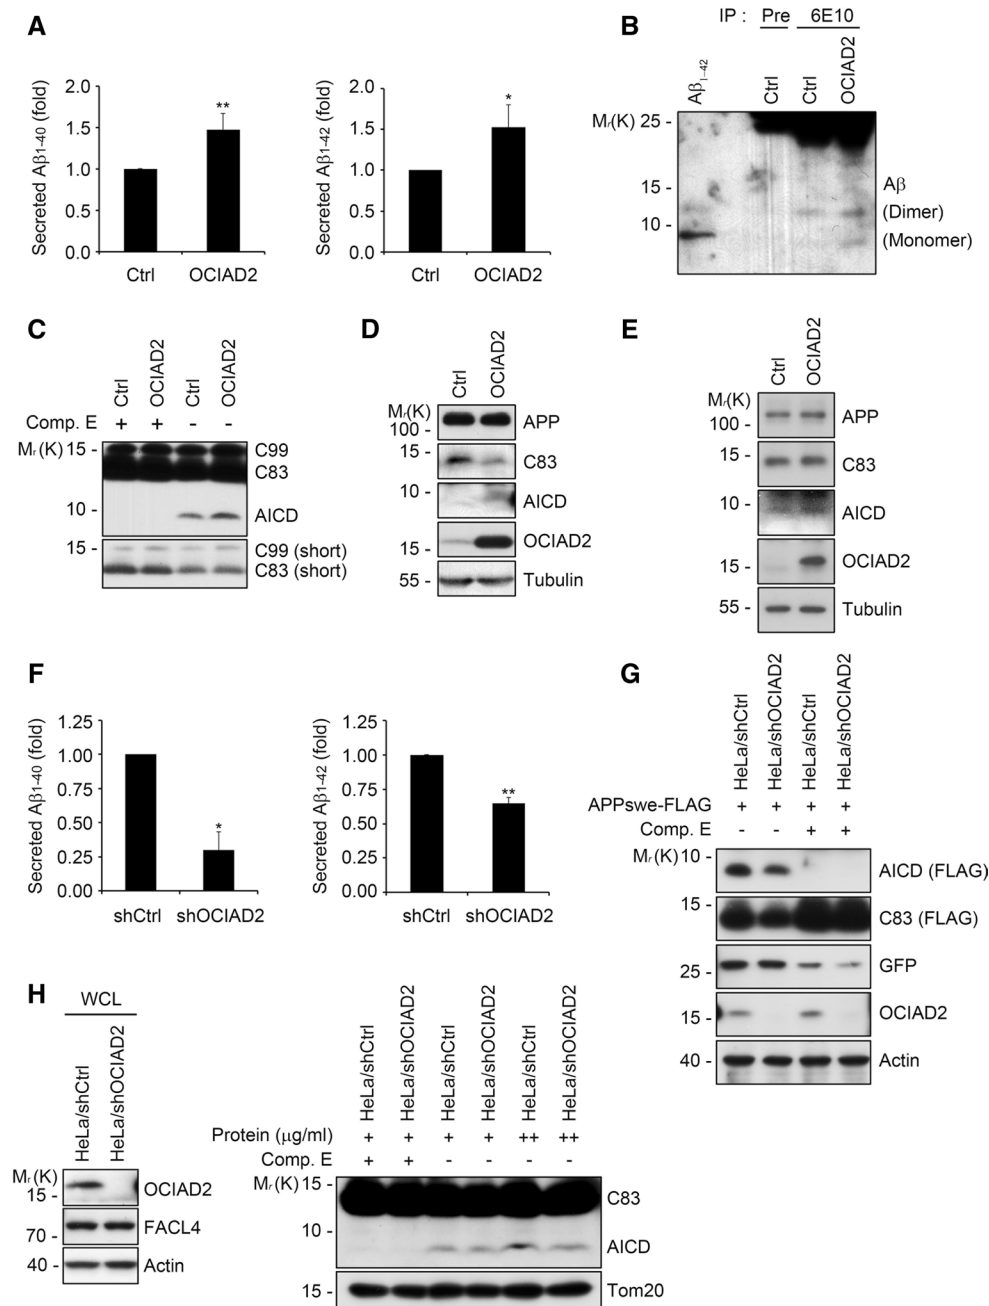 A
Secreted Aβ1-40 (fold)
2.0
1.5
1.0
0.5
0.0
**
Ctrl OCIAD2
Secreted Aβ1-42 (fold)
2.0
1.5
1.0
0.5
0.0
*
Ctrl OCIAD2
B
IP : Pre 6E10
Aβ1-42 Ctrl Ctrl OCIAD2
Mr(K) 25 -
15 -
10 -
Aβ
(Dimer)
(Monomer)
C
Ctrl OCIAD2 Ctrl OCIAD2
Comp. E + + - -
Mr (K) 15 - C99
C83
10 - AICD
15 - C99 (short)
C83 (short)
D
Ctrl OCIAD2
Mr(K)
100 - APP
15 - C83
10 - AICD
15 - OCIAD2
55 - Tubulin
E
Ctrl OCIAD2
Mr(K)
100 - APP
15 - C83
10 - AICD
15 - OCIAD2
55 - Tubulin
F
Secreted Aβ1-40 (fold)
1.25
1.00
0.75
0.50
0.25
0.00
*
shCtrl shOCIAD2
Secreted Aβ1-42 (fold)
1.25
1.00
0.75
0.50
0.25
0.00
**
shCtrl shOCIAD2
G
HeLa/shCtrl HeLa/shOCIAD2 HeLa/shCtrl HeLa/shOCIAD2
APPswe-FLAG + + + +
Comp. E - - + +
Mr (K) 10 - AICD (FLAG)
15 - C83 (FLAG)
25 - GFP
15 - OCIAD2
40 - Actin
H
WCL
HeLa/shCtrl HeLa/shOCIAD2
Mr (K)
15 - OCIAD2
70 - FACL4
40 - Actin
HeLa/shCtrl HeLa/shOCIAD2 HeLa/shCtrl HeLa/shOCIAD2 HeLa/shCtrl HeLa/shOCIAD2
Protein (µg/ml) + + + + ++ ++
Comp. E + + - - - -
Mr (K) 15 - C83
10 - AICD
15 - Tom20